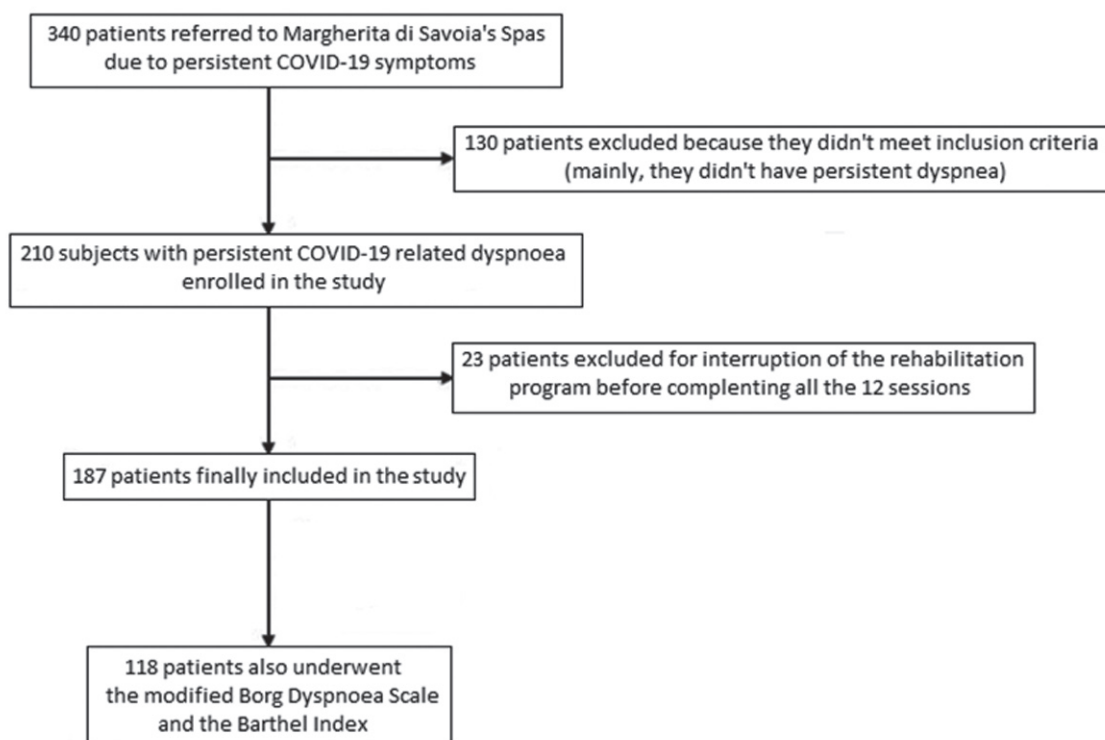 340 patients referred to Margherita di Savoia's Spas
due to persistent COVID-19 symptoms
130 patients excluded because they didn't meet inclusion criteria
(mainly, they didn't have persistent dyspnea)
210 subjects with persistent COVID-19 related dyspnoea
enrolled in the study
23 patients excluded for interruption of the rehabilitation
program before complenting all the 12 sessions
187 patients finally included in the study
118 patients also underwent
the modified Borg Dyspnoea Scale
and the Barthel Index